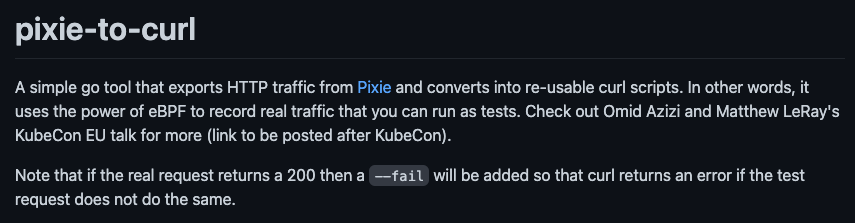 pixie-to-curl
A simple go tool that exports HTTP traffic from Pixie and converts into re-usable curl scripts. In other words, it
uses the power of eBPF to record real traffic that you can run as tests. Check out Omid Azizi and Matthew LeRay's
KubeCon EU talk for more (link to be posted after KubeCon).
Note that if the real request returns a 200 then a --fail will be added so that curl returns an error if the test
request does not do the same.